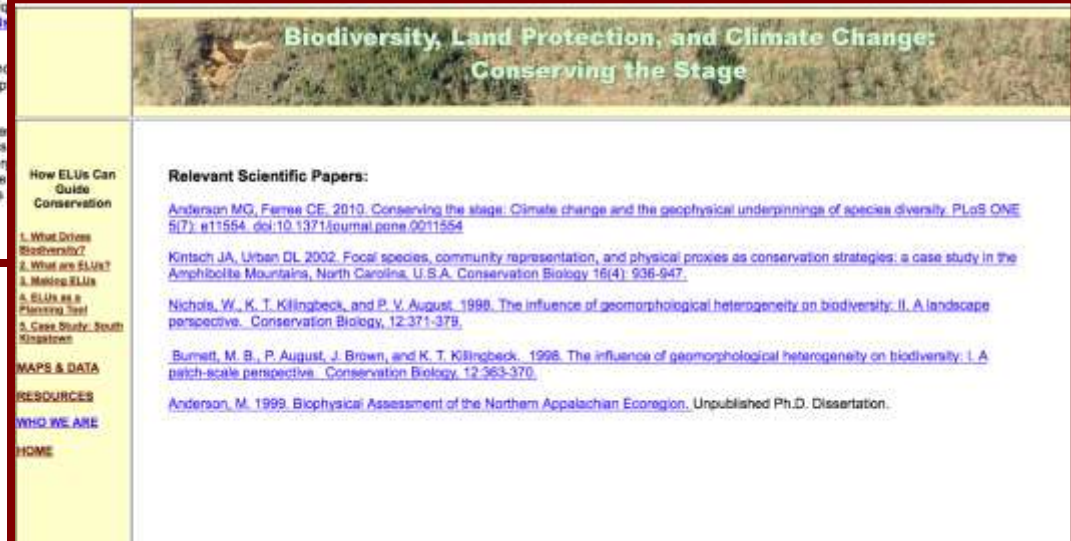 Biodiversity, Land Protection, and Climate Change:
Conserving the Stage
How ELUs Can
Guide
Conservation
1. What Drives
Biodiversity?
2. What are ELUs?
3. Making ELUs
4. ELUs as a
Planning Tool
5. Case Study: South
Kingstown
MAPS & DATA
RESOURCES
WHO WE ARE
HOME
Relevant Scientific Papers:
Anderson MG, Ferree CE, 2010. Conserving the stage: Climate change and the geophysical underpinnings of species diversity. PLoS ONE
5(7): e11554. doi:10.1371/journal.pone.0011554
Kintsch JA, Urban DL 2002. Focal species, community representation, and physical proxies as conservation strategies: a case study in the
Amphibolite Mountains, North Carolina, U.S.A. Conservation Biology 16(4): 936-947.
Nichols, W., K. T. Killingbeck, and P. V. August. 1998. The influence of geomorphological heterogeneity on biodiversity: II. A landscape
perspective. Conservation Biology, 12:371-379.
Burnett, M. B., P. August, J. Brown, and K. T. Killingbeck. 1998. The influence of geomorphological heterogeneity on biodiversity: I. A
patch-scale perspective. Conservation Biology, 12:363-370.
Anderson, M. 1999. Biophysical Assessment of the Northern Appalachian Ecoregion. Unpublished Ph.D. Dissertation.